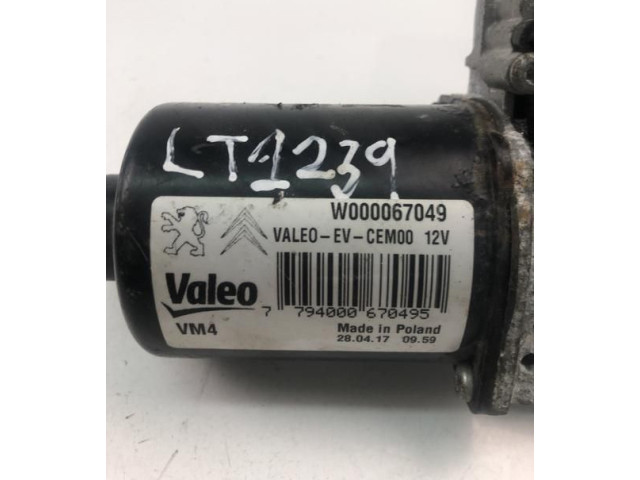 LT1239
W000067049
VALEO-EV-CEM00 12V
Valeo
7 794000 670495
VM4
Made in Poland
28.04.17 09.59